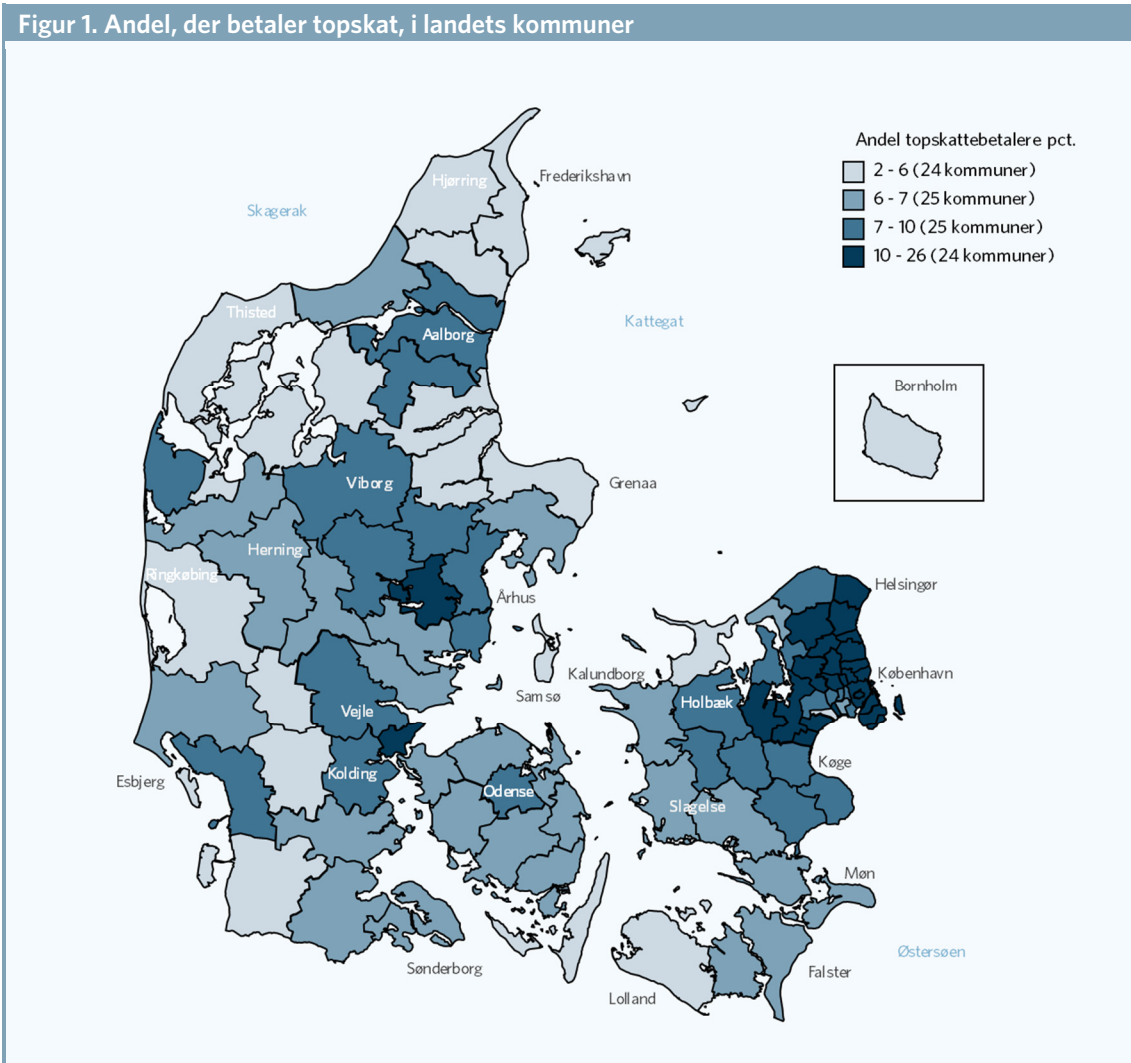 Figur 1. Andel, der betaler topskat, i landets kommuner
Andel topskattebetalere pct.
2 - 6 (24 kommuner)
6 - 7 (25 kommuner)
7 - 10 (25 kommuner)
10 - 26 (24 kommuner)
Hjørring
Frederikshavn
Skagerak
Thisted
Aalborg
Kattegat
Bornholm
Viborg
Grenaa
Herning
Ringkøbing
Århus
Helsingør
Kalundborg
København
Samsø
Holbæk
Vejle
Køge
Esbjerg
Kolding
Odense
Slagelse
Møn
Østersøen
Sønderborg
Falster
Lolland